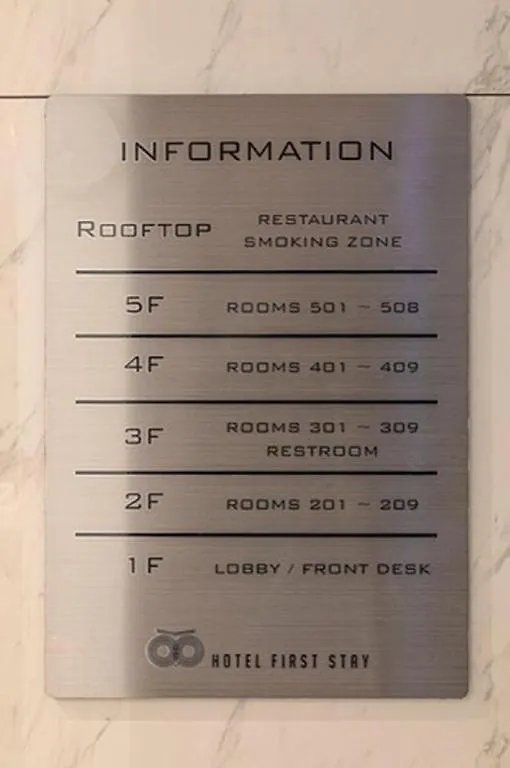 INFORMATION
ROOFTOP RESTAURANT
SMOKING ZONE
5F ROOMS 501 ~ 508
4F ROOMS 401 ~ 409
3F ROOMS 301 ~ 309
RESTROOM
2F ROOMS 201 ~ 209
1F LOBBY / FRONT DESK
HOTEL FIRST STAY